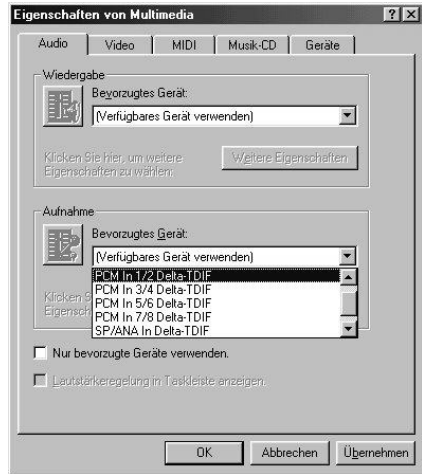 Eigenschaften von Multimedia
Audio Video MIDI Musik-CD Geräte
Wiedergabe
Bevorzugtes Gerät:
(Verfügbares Gerät verwenden)
Klicken Sie hier, um weitere
Eigenschaften zu wählen:
Weitere Eigenschaften
Aufnahme
Bevorzugtes Gerät:
(Verfügbares Gerät verwenden)
PCM In 1/2 Delta-TDIF
PCM In 3/4 Delta-TDIF
PCM In 5/6 Delta-TDIF
PCM In 7/8 Delta-TDIF
SP/ANA In Delta-TDIF
Klicken S
Eigensch
Nur bevorzugte Geräte verwenden.
Lautstärkeregelung in Taskleiste anzeigen.
OK Abbrechen Übernehmen